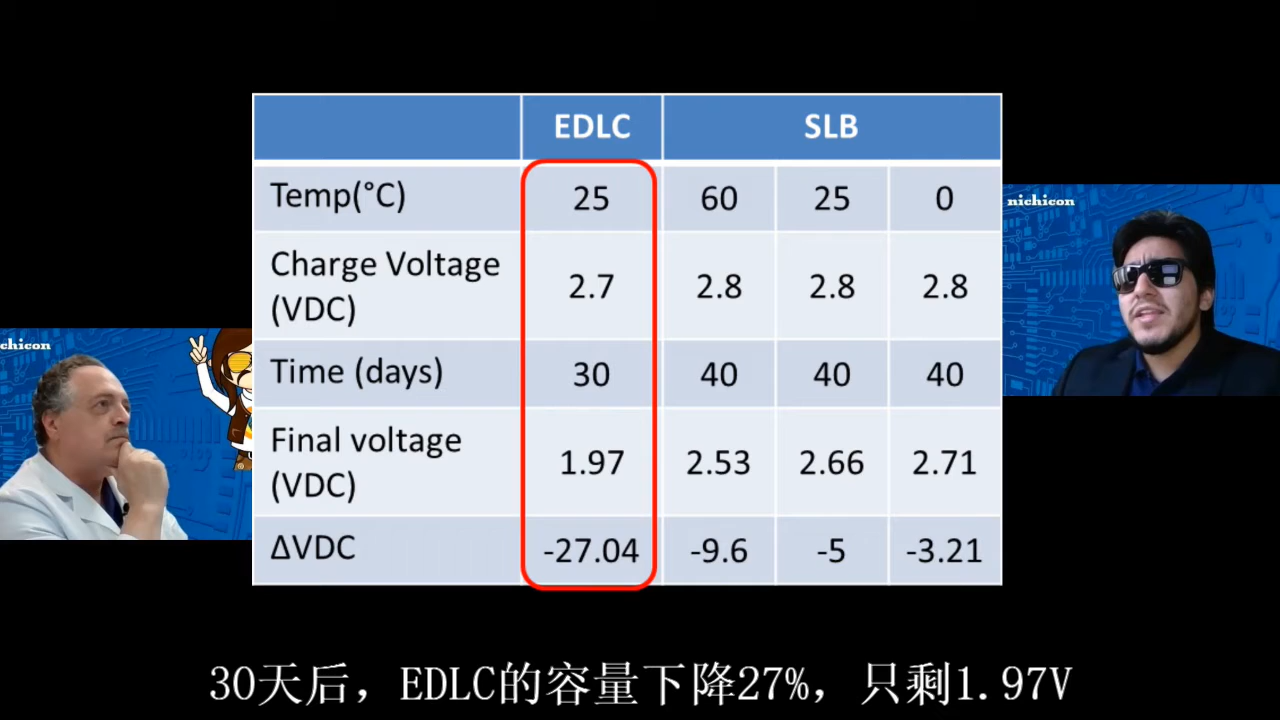 EDLC SLB
Temp(°C) 25 60 25 0
Charge Voltage
(VDC) 2.7 2.8 2.8 2.8
Time (days) 30 40 40 40
Final voltage
(VDC) 1.97 2.53 2.66 2.71
ΔVDC -27.04 -9.6 -5 -3.21
nichicon
chicon
30天后，EDLC的容量下降27%，只剩1.97V